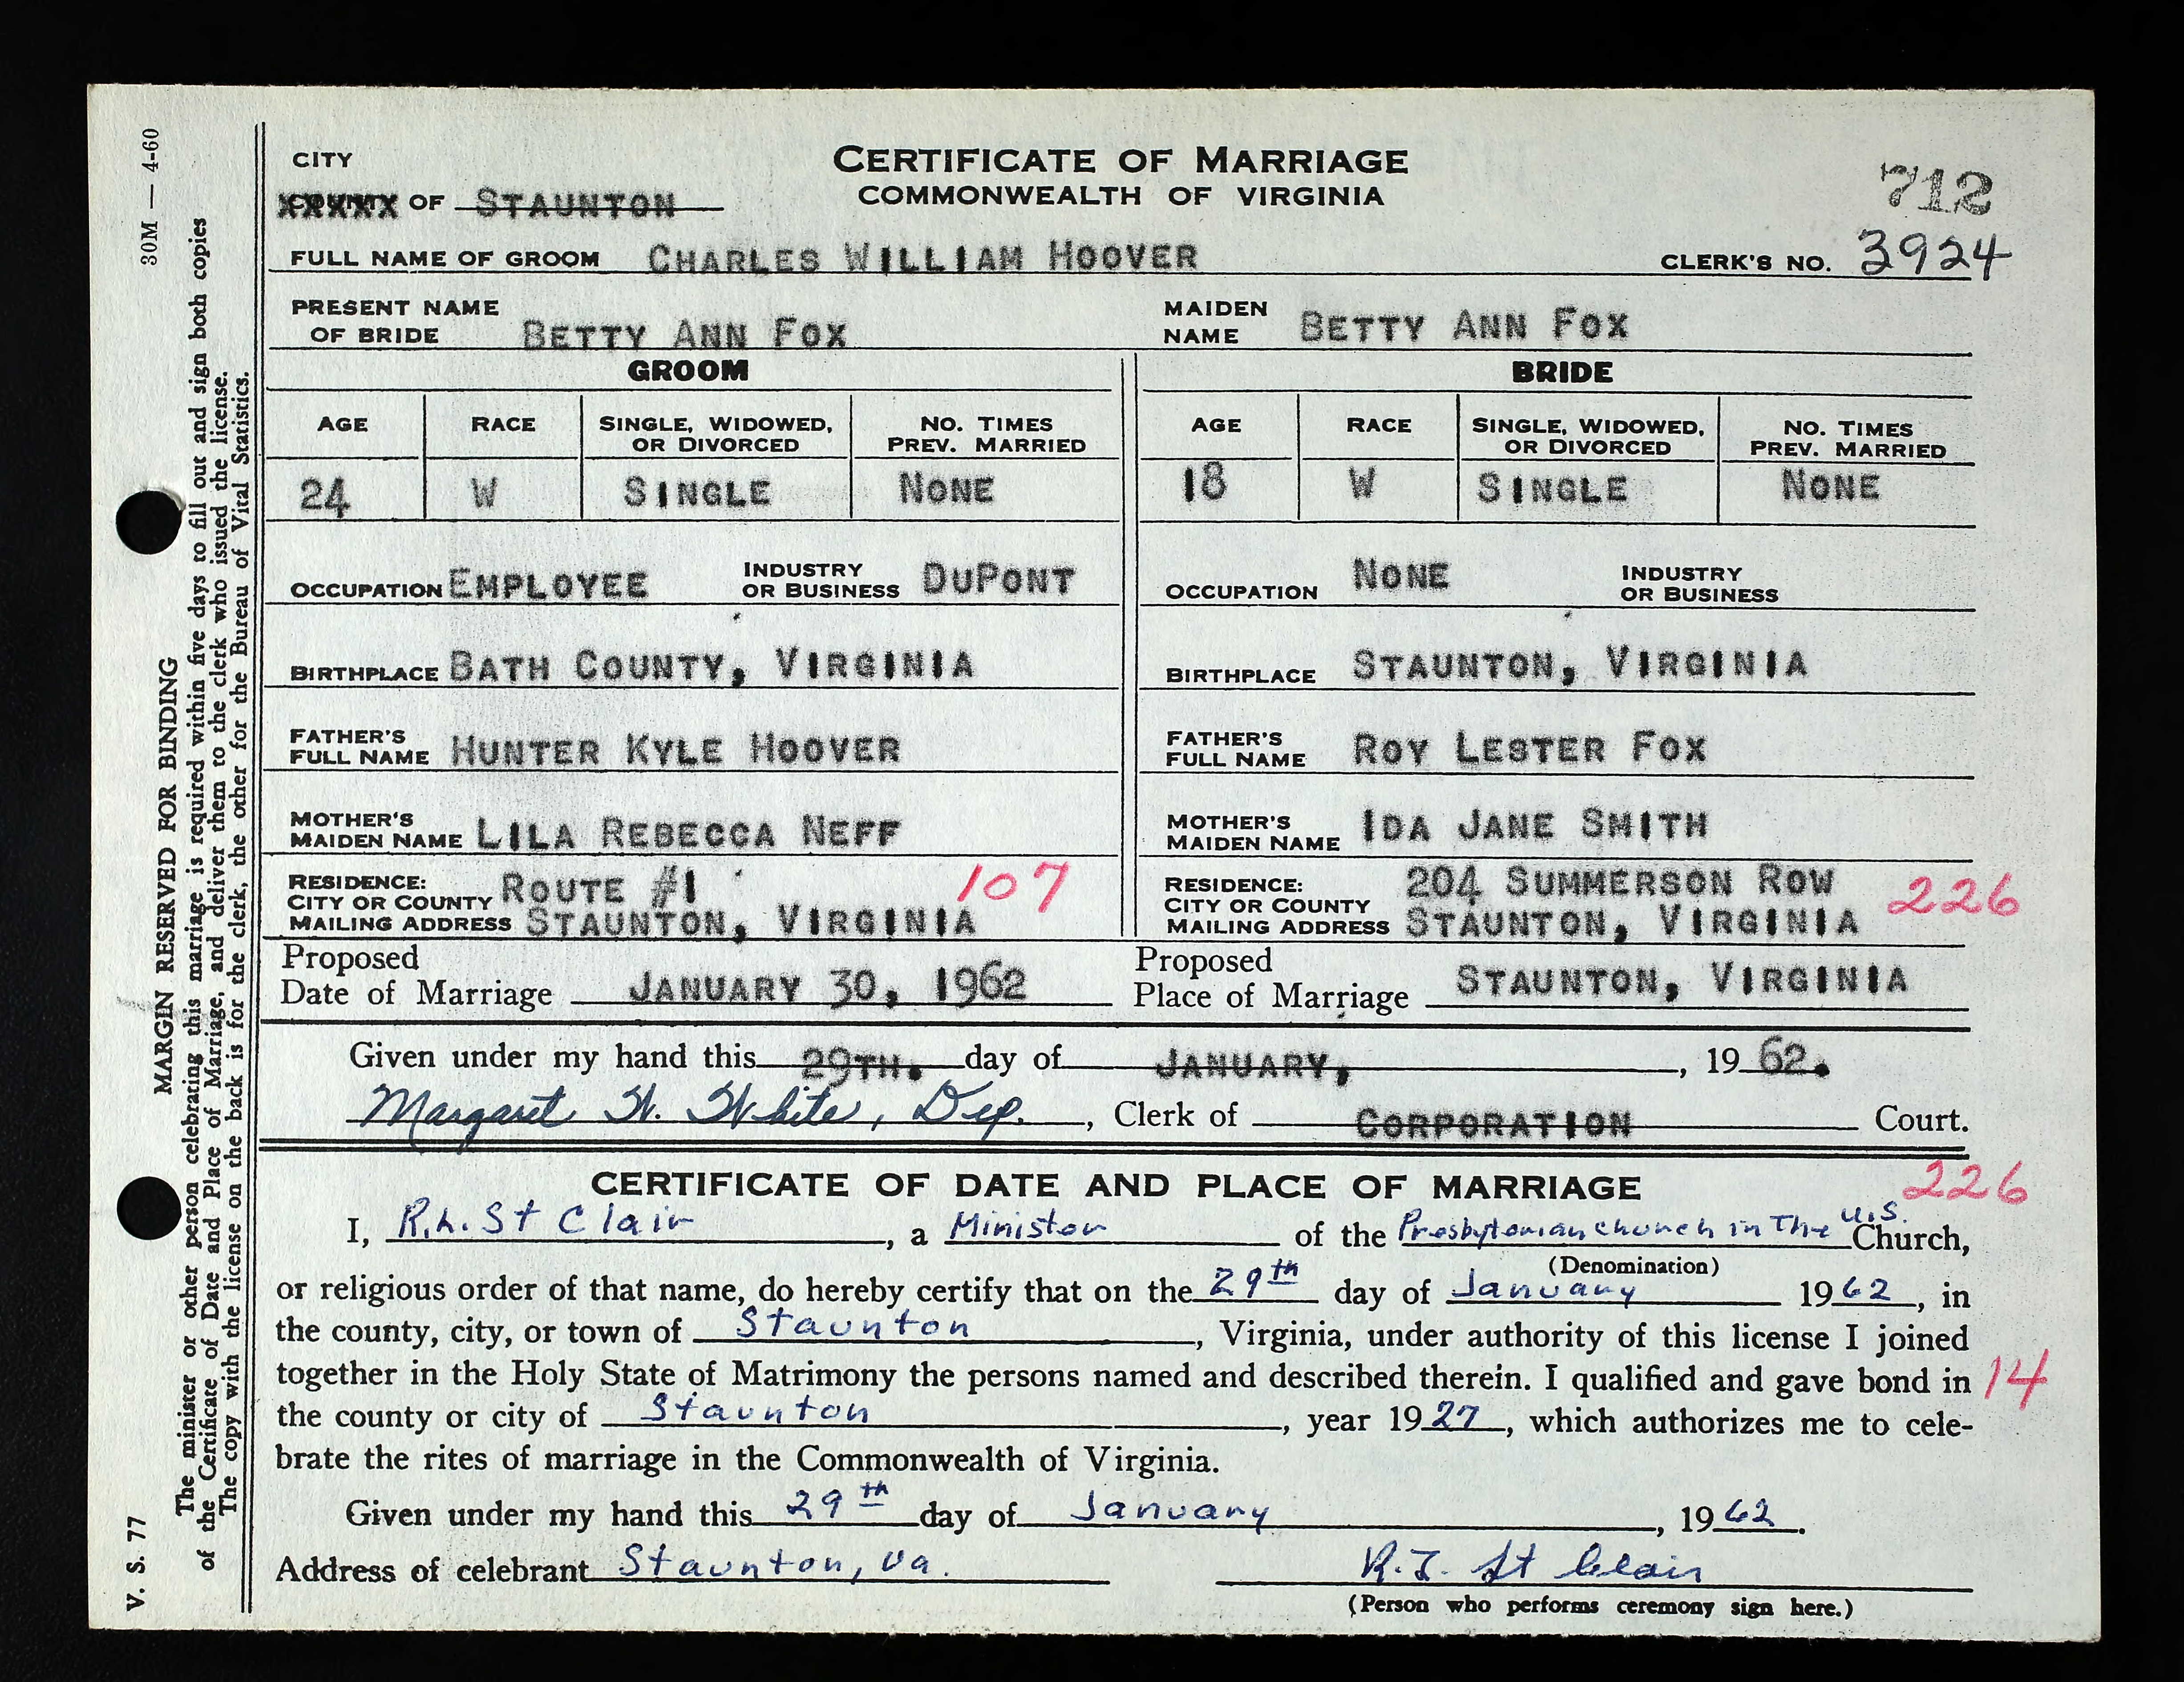 CITY
CERTIFICATE OF MARRIAGE
COMMONWEALTH OF VIRGINIA
712
OF STAUNTON
FULL NAME OF GROOM CHARLES WILLIAM HOOVER CLERK'S NO. 3924
PRESENT NAME
OF BRIDE BETTY ANN FOX
MAIDEN
NAME BETTY ANN FOX
GROOM
AGE RACE SINGLE, WIDOWED, OR DIVORCED NO. TIMES PREV. MARRIED
24 W SINGLE NONE
OCCUPATION EMPLOYEE INDUSTRY OR BUSINESS DUPONT
BIRTHPLACE BATH COUNTY, VIRGINIA
FATHER'S
FULL NAME HUNTER KYLE HOOVER
MOTHER'S
MAIDEN NAME LILA REBECCA NEFF
RESIDENCE:
CITY OR COUNTY ROUTE #1 107
MAILING ADDRESS STAUNTON, VIRGINIA
BRIDE
AGE RACE SINGLE, WIDOWED, OR DIVORCED NO. TIMES PREV. MARRIED
18 W SINGLE NONE
OCCUPATION NONE INDUSTRY OR BUSINESS
BIRTHPLACE STAUNTON, VIRGINIA
FATHER'S
FULL NAME ROY LESTER FOX
MOTHER'S
MAIDEN NAME IDA JANE SMITH
RESIDENCE: 204 SUMMERSON ROW
CITY OR COUNTY 226
MAILING ADDRESS STAUNTON, VIRGINIA
Proposed
Date of Marriage JANUARY 30, 1962
Proposed
Place of Marriage STAUNTON, VIRGINIA
Given under my hand this 29TH. day of JANUARY, , 19 62.
Margaret W. White, Dep. , Clerk of CORPORATION Court.
CERTIFICATE OF DATE AND PLACE OF MARRIAGE 226
I, R.L. St Clair , a Minister of the Presbyterian church in The U.S. Church,
(Denomination)
or religious order of that name, do hereby certify that on the 29th day of January 1962, in
the county, city, or town of Staunton , Virginia, under authority of this license I joined
together in the Holy State of Matrimony the persons named and described therein. I qualified and gave bond in 14
the county or city of Staunton , year 1927, which authorizes me to cele-
brate the rites of marriage in the Commonwealth of Virginia.
Given under my hand this 29th day of January , 1962.
Address of celebrant Staunton, Va. R.L. St Clair
(Person who performs ceremony sign here.)
V. S. 77 MARGIN RESERVED FOR BINDING 30M — 4-60
The minister or other person celebrating this marriage is required within five days to fill out and sign both copies
of the Certificate of Date and Place of Marriage, and deliver them to the clerk who issued the license.
The copy with the license on the back is for the clerk, the other for the Bureau of Vital Statistics.